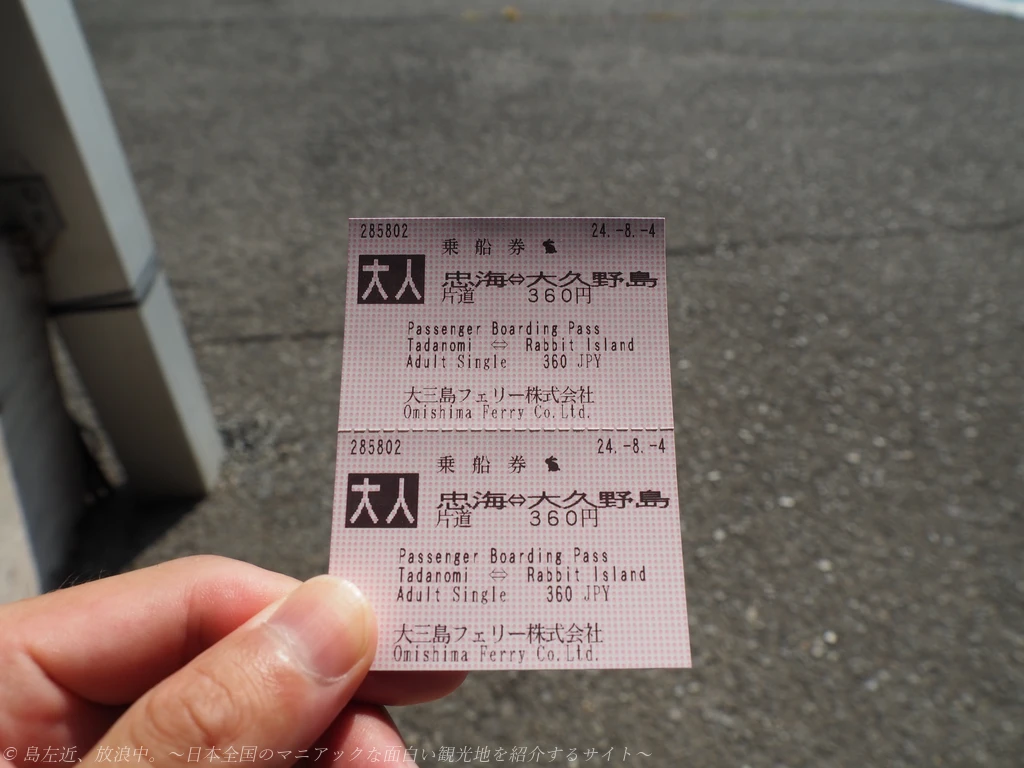 285802 24.-8.-4
乗船券
大人 忠海⇔大久野島
片道 360円
Passenger Boarding Pass
Tadanomi ⇔ Rabbit Island
Adult Single 360 JPY
大三島フェリー株式会社
Omishima Ferry Co.Ltd.
285802 24.-8.-4
乗船券
大人 忠海⇔大久野島
片道 360円
Passenger Boarding Pass
Tadanomi ⇔ Rabbit Island
Adult Single 360 JPY
大三島フェリー株式会社
Omishima Ferry Co.Ltd.
© 島左近、放浪中。～日本全国のマニアックな面白い観光地を紹介するサイト～